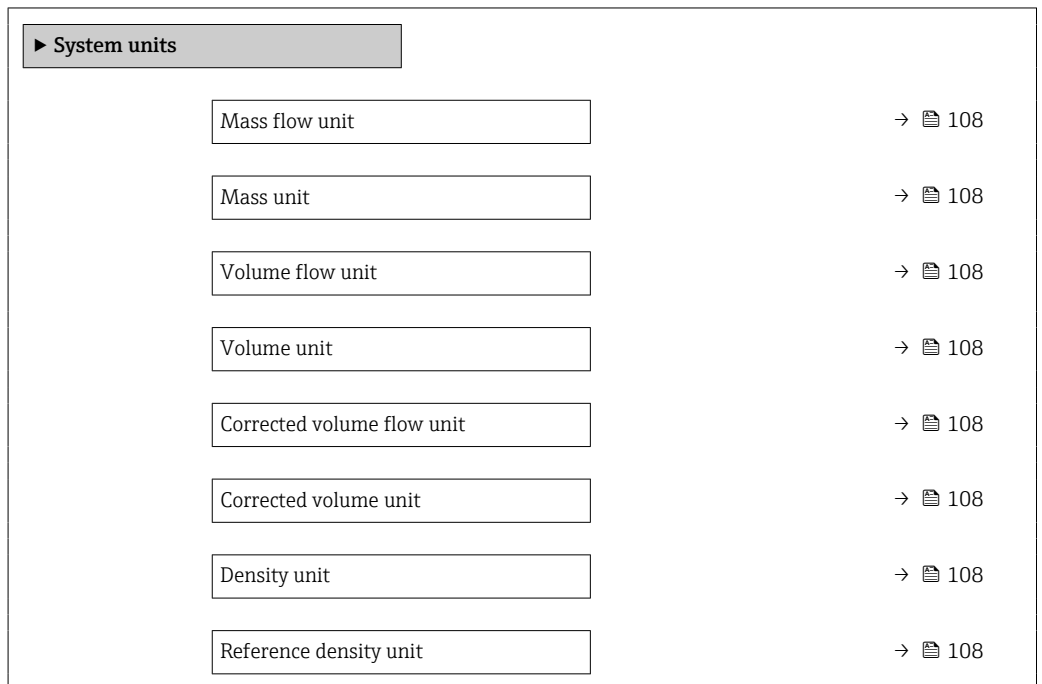 ▶ System units
Mass flow unit → 108
Mass unit → 108
Volume flow unit → 108
Volume unit → 108
Corrected volume flow unit → 108
Corrected volume unit → 108
Density unit → 108
Reference density unit → 108